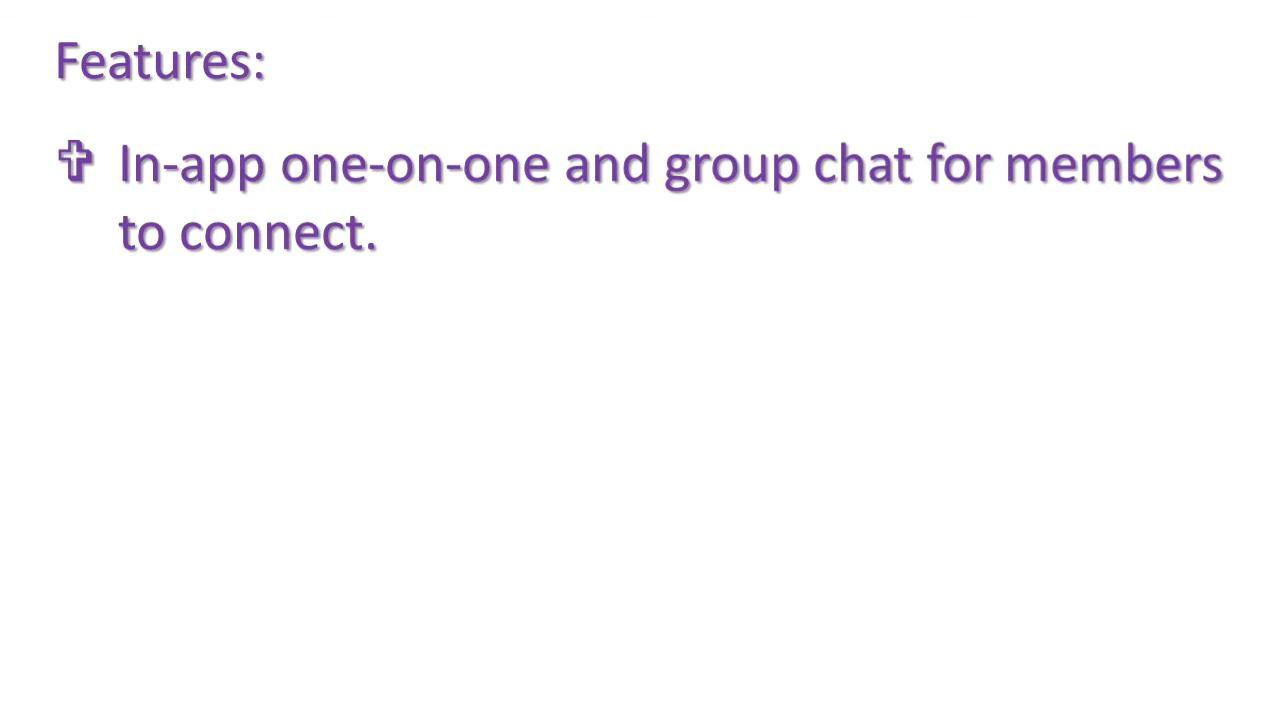 Features:
✞ In-app one-on-one and group chat for members
to connect.